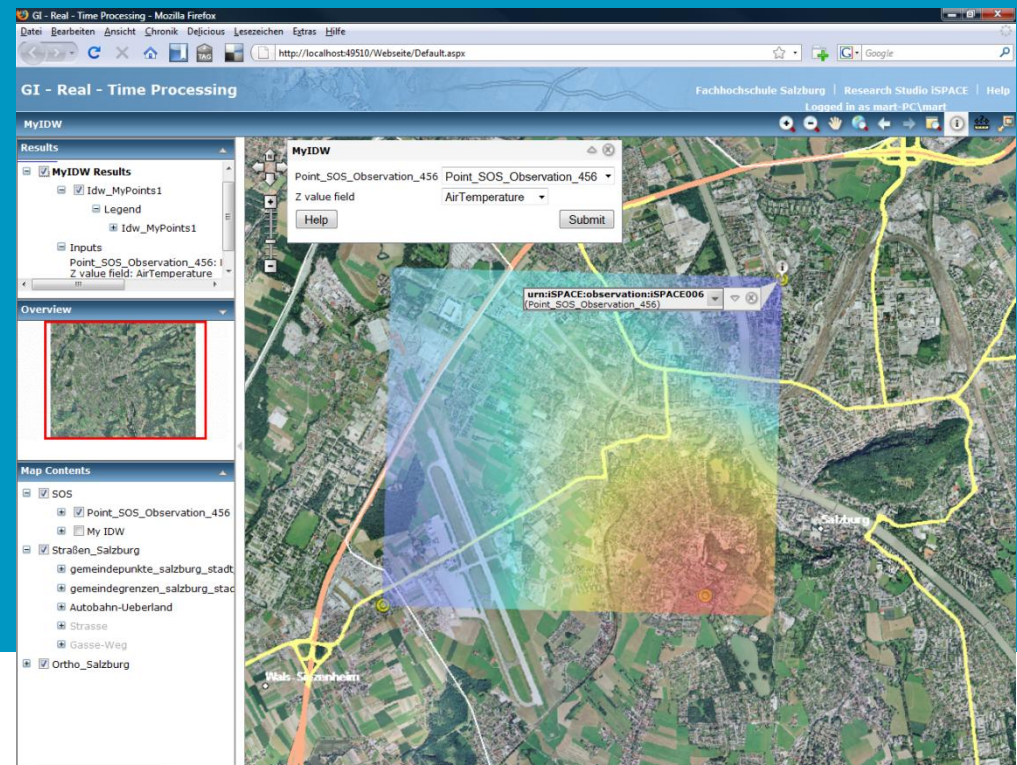 GI - Real - Time Processing - Mozilla Firefox
Datei Bearbeiten Ansicht Chronik Delicious Lesezeichen Extras Hilfe
TAG http://localhost:49510/Webseite/Default.aspx G Google
GI - Real - Time Processing
Fachhochschule Salzburg | Research Studio iSPACE | Help
Logged in as mart-PC\mart
MyIDW
Results
MyIDW Results
Idw_MyPoints1
Legend
Idw_MyPoints1
Inputs
Point_SOS_Observation_456:
Z value field: AirTemperature
MyIDW
Point_SOS_Observation_456 Point_SOS_Observation_456
Z value field AirTemperature
Help Submit
urn:iSPACE:observation:iSPACE006
(Point_SOS_Observation_456)
Overview
Map Contents
SOS
Point_SOS_Observation_456
My IDW
Straßen_Salzburg
gemeindepunkte_salzburg_stadt
gemeindegrenzen_salzburg_stad
Autobahn-Ueberland
Strasse
Gasse-Weg
Ortho_Salzburg
Salzburg
Wals-Siezenheim